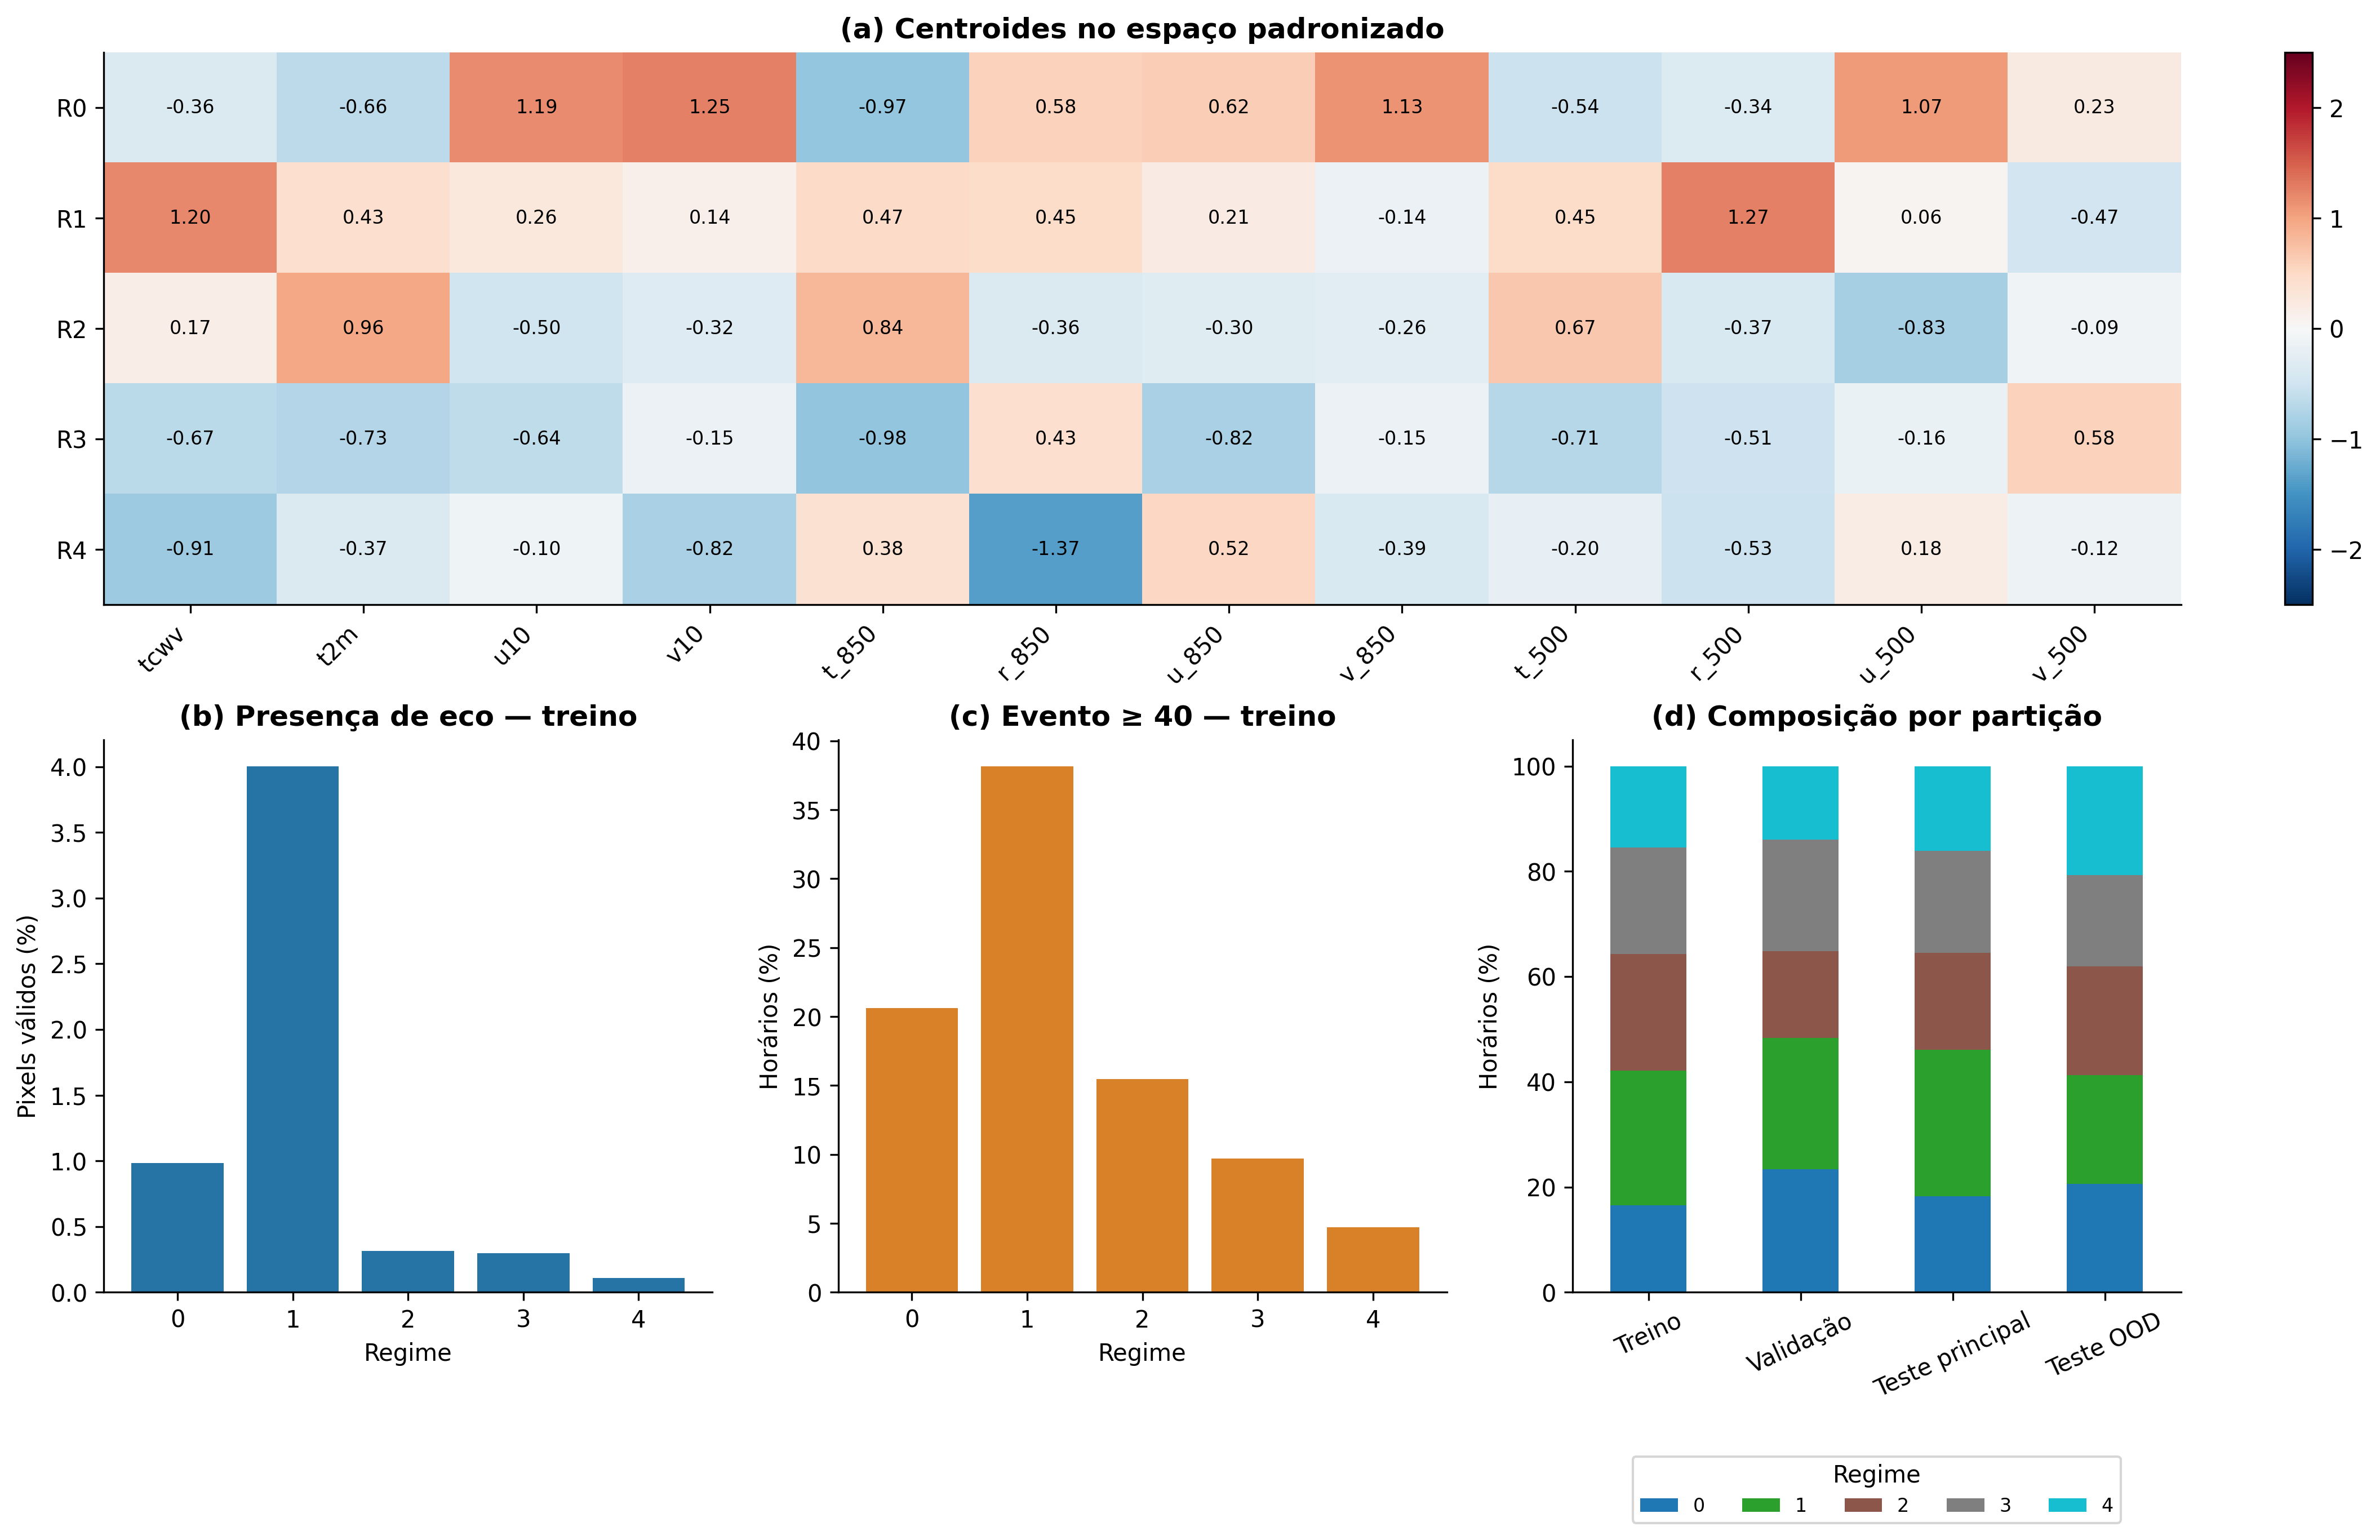 (a) Centroides no espaço padronizado
R0 -0.36 -0.66 1.19 1.25 -0.97 0.58 0.62 1.13 -0.54 -0.34 1.07 0.23
R1 1.20 0.43 0.26 0.14 0.47 0.45 0.21 -0.14 0.45 1.27 0.06 -0.47
R2 0.17 0.96 -0.50 -0.32 0.84 -0.36 -0.30 -0.26 0.67 -0.37 -0.83 -0.09
R3 -0.67 -0.73 -0.64 -0.15 -0.98 0.43 -0.82 -0.15 -0.71 -0.51 -0.16 0.58
R4 -0.91 -0.37 -0.10 -0.82 0.38 -1.37 0.52 -0.39 -0.20 -0.53 0.18 -0.12
tcwv t2m u10 v10 t_850 r_850 u_850 v_850 t_500 r_500 u_500 v_500
2
1
0
−1
−2
(b) Presença de eco — treino
Pixels válidos (%)
4.0
3.5
3.0
2.5
2.0
1.5
1.0
0.5
0.0
0 1 2 3 4
Regime
(c) Evento ≥ 40 — treino
Horários (%)
40
35
30
25
20
15
10
5
0
0 1 2 3 4
Regime
(d) Composição por partição
Horários (%)
100
80
60
40
20
0
Treino Validação Teste principal Teste OOD
Regime
0 1 2 3 4